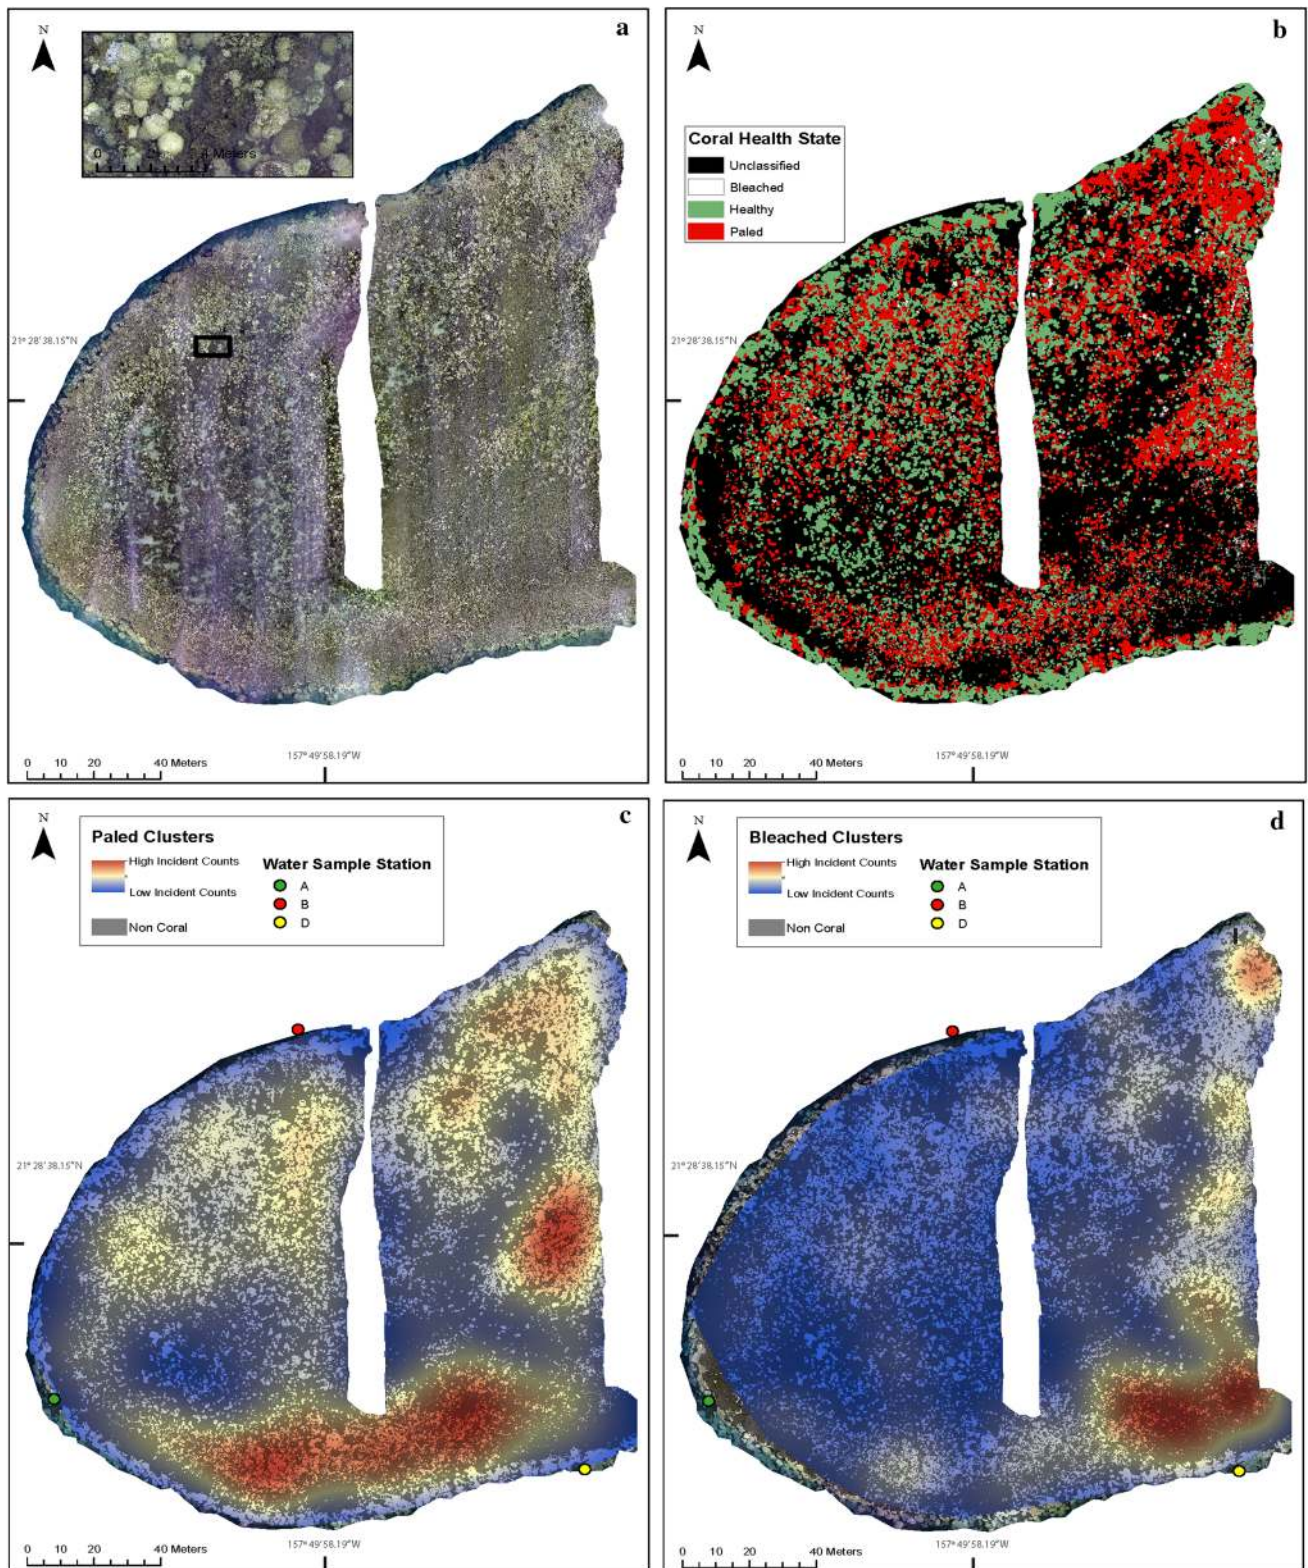 N
a
0 2 4 Meters
21° 28'38.15"N
157° 49'58.19"W
0 10 20 40 Meters
N
b
Coral Health State
Unclassified
Bleached
Healthy
Paled
21° 28'38.15"N
157° 49'58.19"W
0 10 20 40 Meters
N
c
Paled Clusters
High Incident Counts
Low Incident Counts
Non Coral
Water Sample Station
A
B
D
21° 28'38.15"N
157° 49'58.19"W
0 10 20 40 Meters
N
d
Bleached Clusters
High Incident Counts
Low Incident Counts
Non Coral
Water Sample Station
A
B
D
21° 28'38.15"N
157° 49'58.19"W
0 10 20 40 Meters